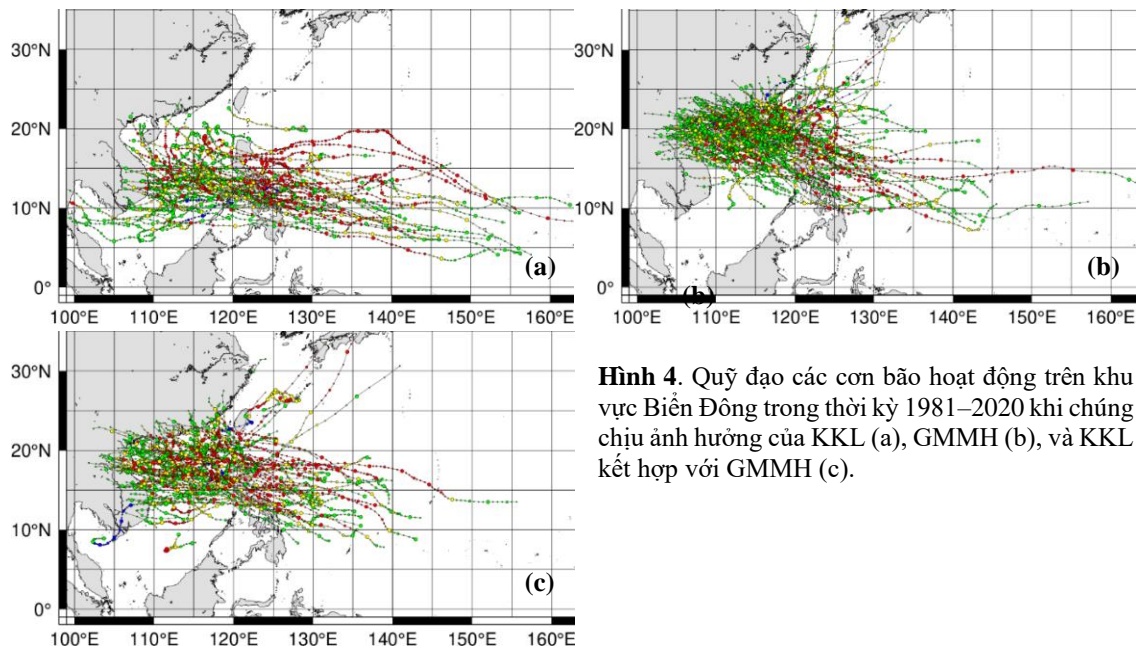 30°N
20°N
10°N
0°
(a)
100°E 110°E 120°E 130°E 140°E 150°E 160°E
30°N
20°N
10°N
0°
(b)
(b)
100°E 110°E 120°E 130°E 140°E 150°E 160°E
30°N
20°N
10°N
0°
(c)
100°E 110°E 120°E 130°E 140°E 150°E 160°E
Hình 4. Quỹ đạo các cơn bão hoạt động trên khu
vực Biển Đông trong thời kỳ 1981–2020 khi chúng
chịu ảnh hưởng của KKL (a), GMMH (b), và KKL
kết hợp với GMMH (c).